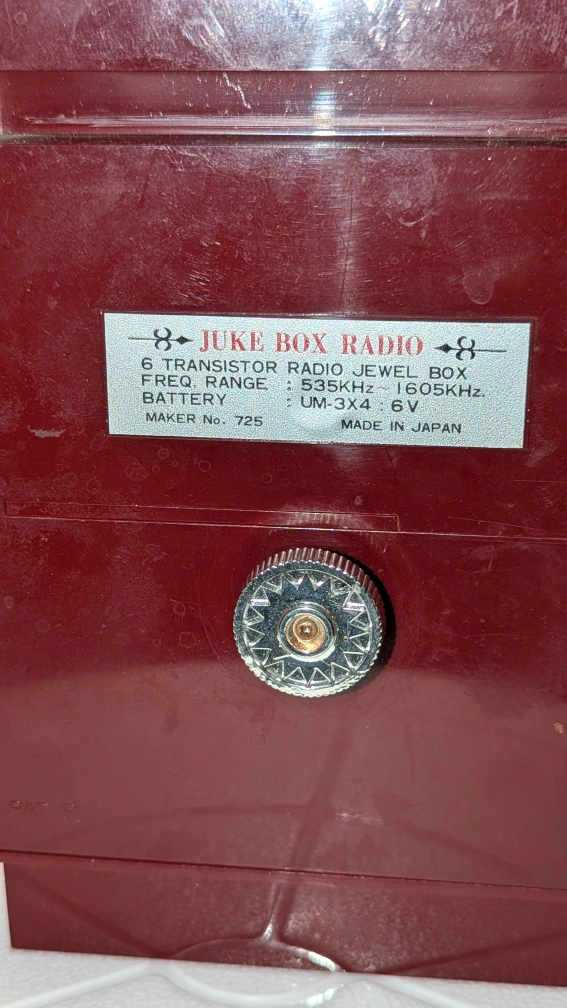 JUKE BOX RADIO
6 TRANSISTOR RADIO JEWEL BOX
FREQ. RANGE : 535KHz~1605KHz.
BATTERY : UM-3X4 : 6V
MAKER No. 725 MADE IN JAPAN
PAT. P.